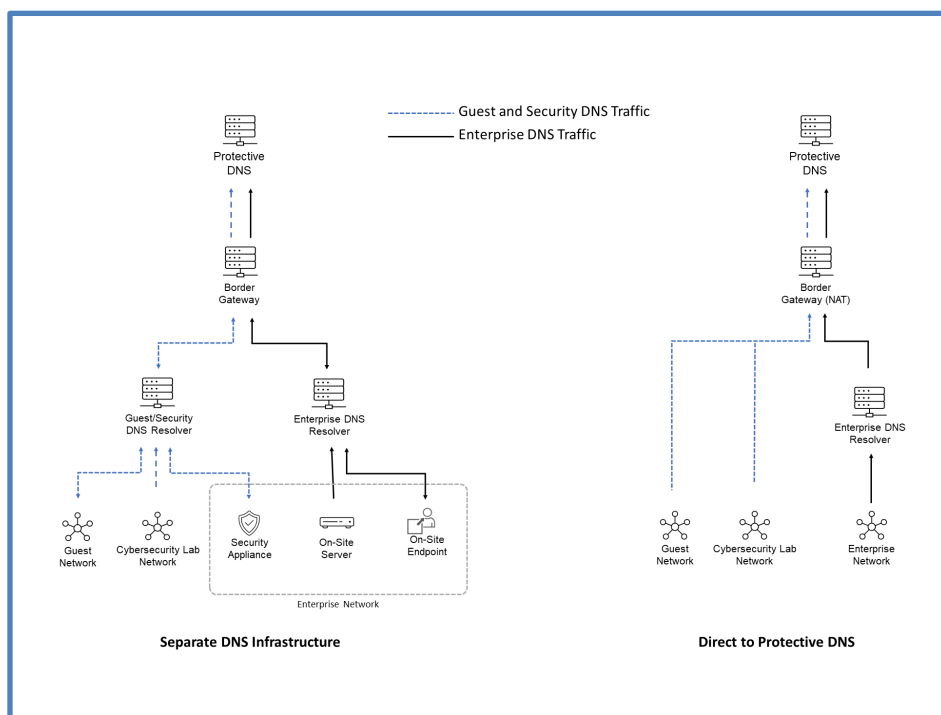 Guest and Security DNS Traffic
Enterprise DNS Traffic
Protective
DNS
Border
Gateway
Guest/Security
DNS Resolver
Enterprise DNS
Resolver
Guest
Network
Cybersecurity Lab
Network
Security
Appliance
On-Site
Server
On-Site
Endpoint
Enterprise Network
Separate DNS Infrastructure
Protective
DNS
Border
Gateway (NAT)
Enterprise DNS
Resolver
Guest
Network
Cybersecurity Lab
Network
Enterprise
Network
Direct to Protective DNS